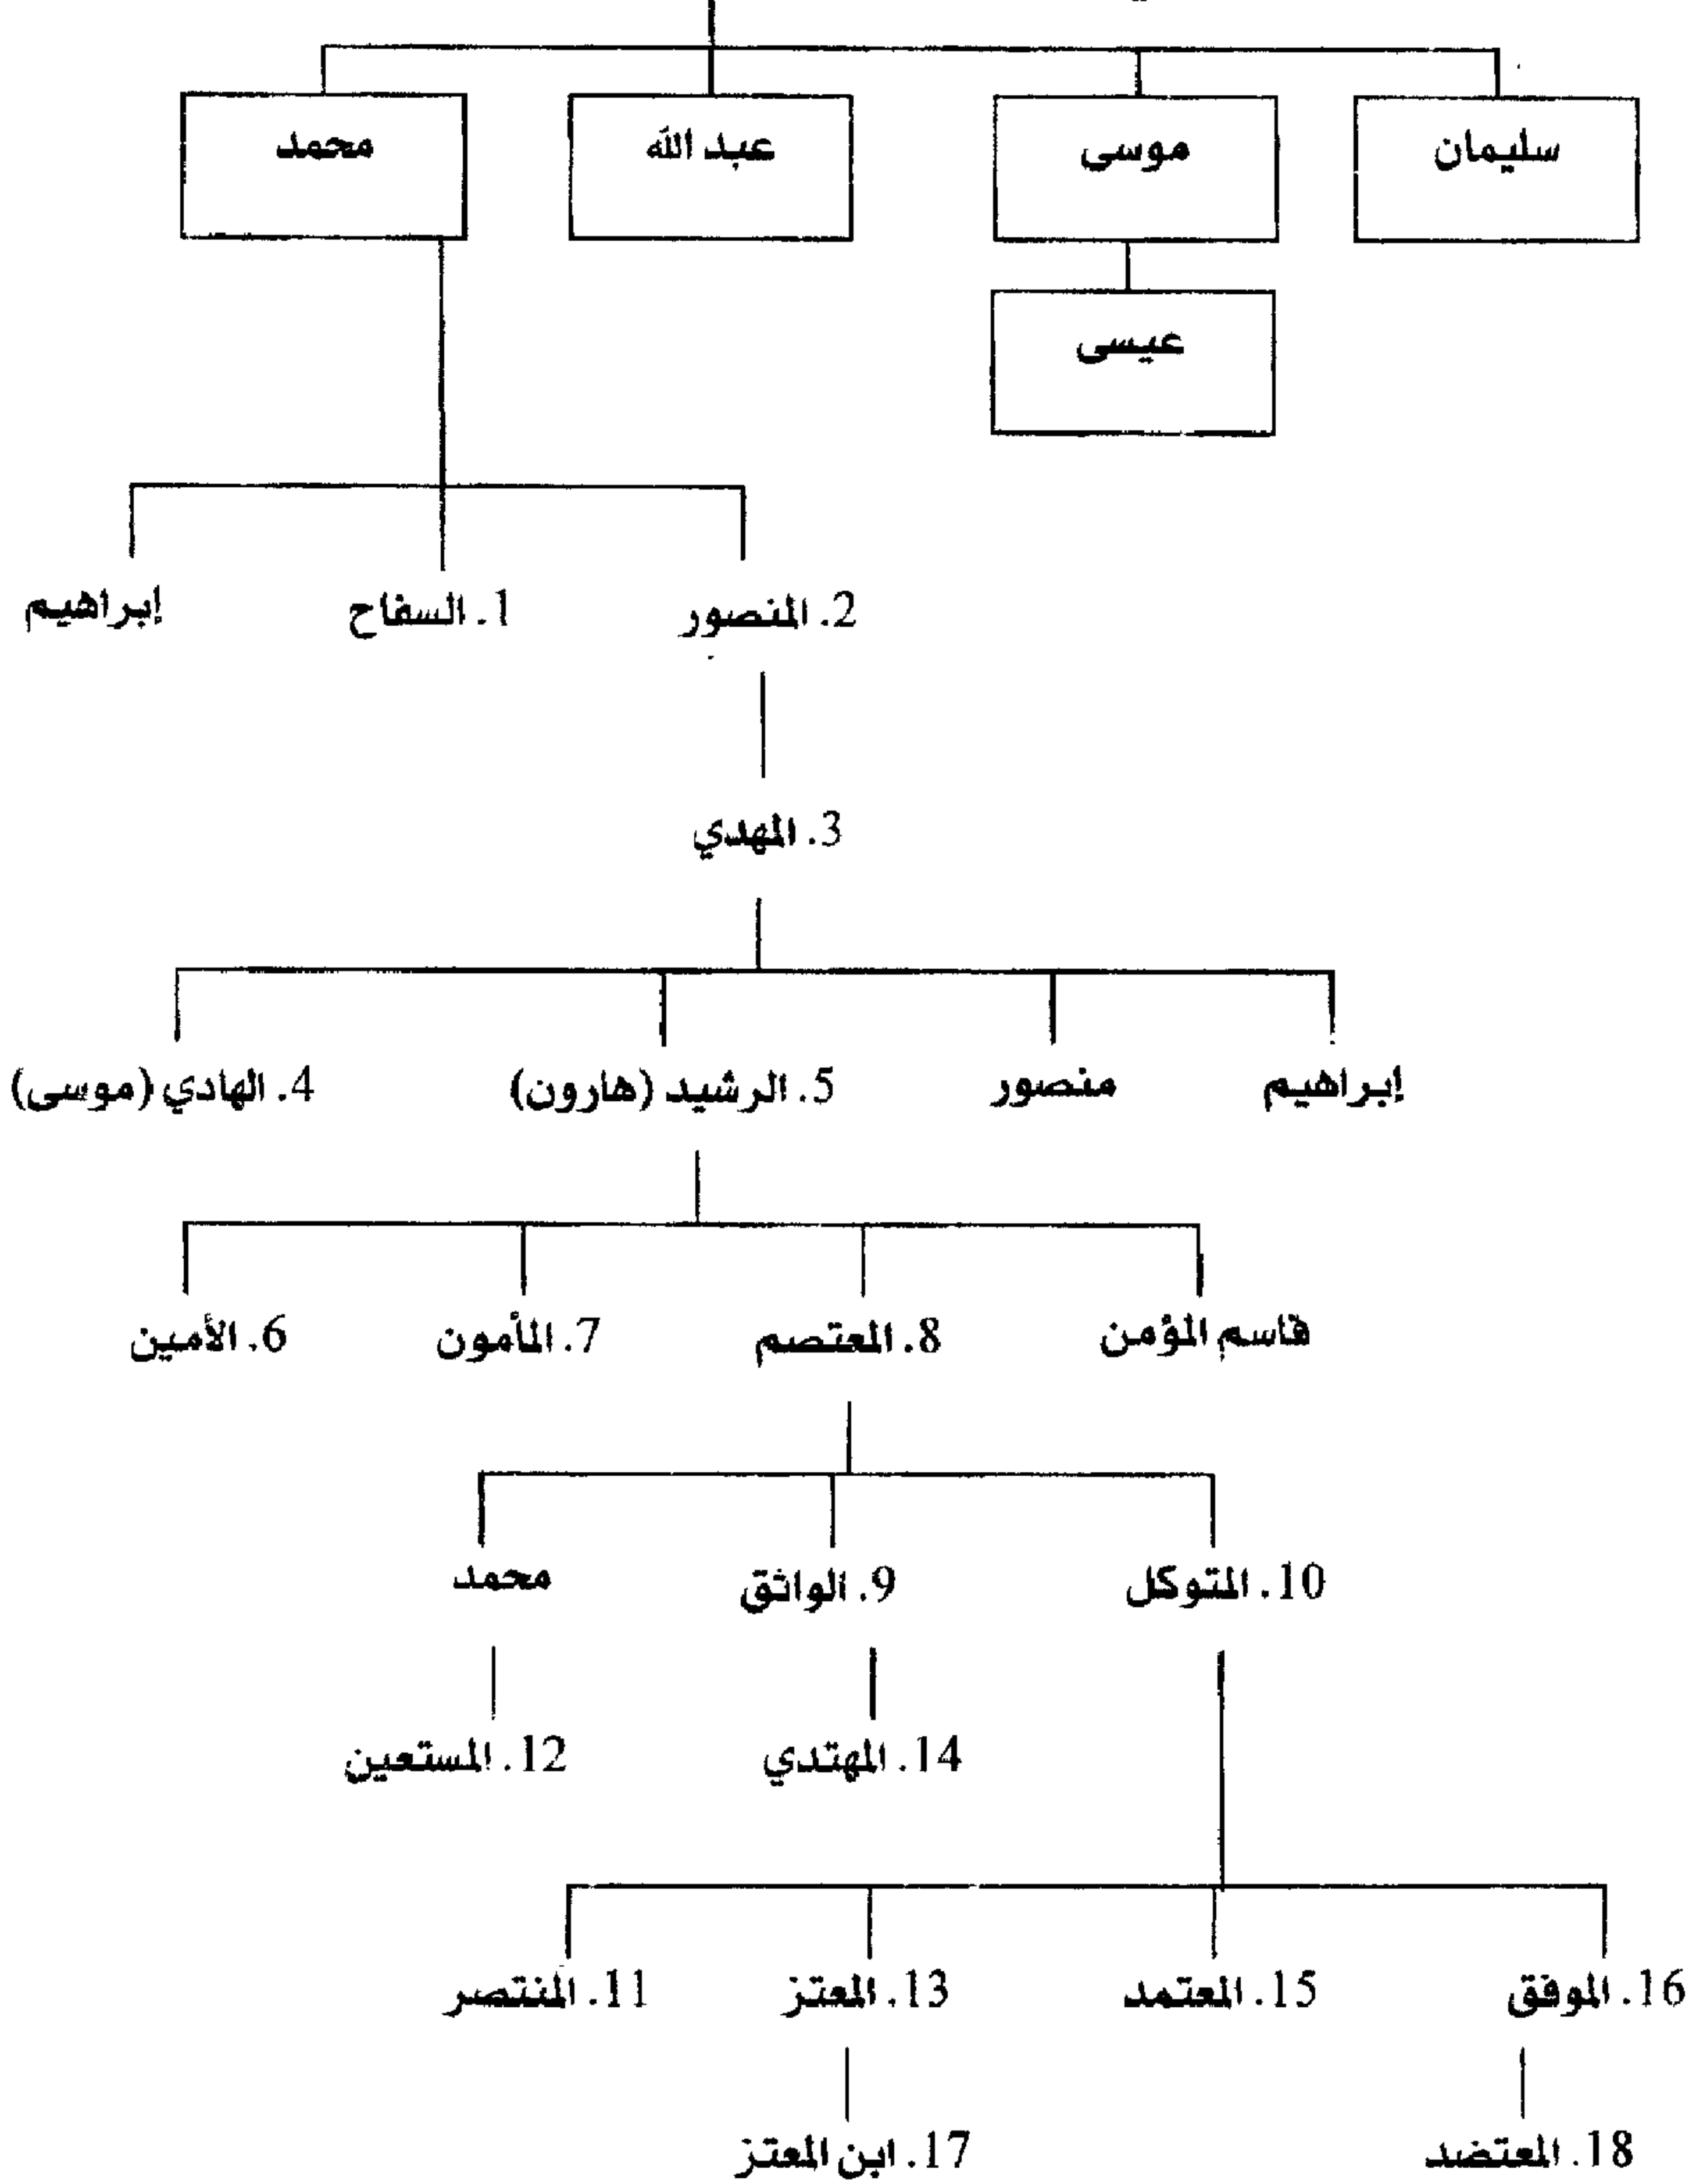 سليمان موسى عبد الله محمد
عيسى
2. المنصور 1. السفاح إبراهيم
3. المهدي
إبراهيم منصور 5. الرشيد (هارون) 4. الهادي (موسى)
قاسم المؤمن 8. المعتصم 7. المأمون 6. الأمين
10. المتوكل 9. الواثق محمد
14. المهتدي 12. المستعين
16. الموفق 15. المعتمد 13. المعتز 11. المنتصر
18. المعتضد 17. ابن المعتز